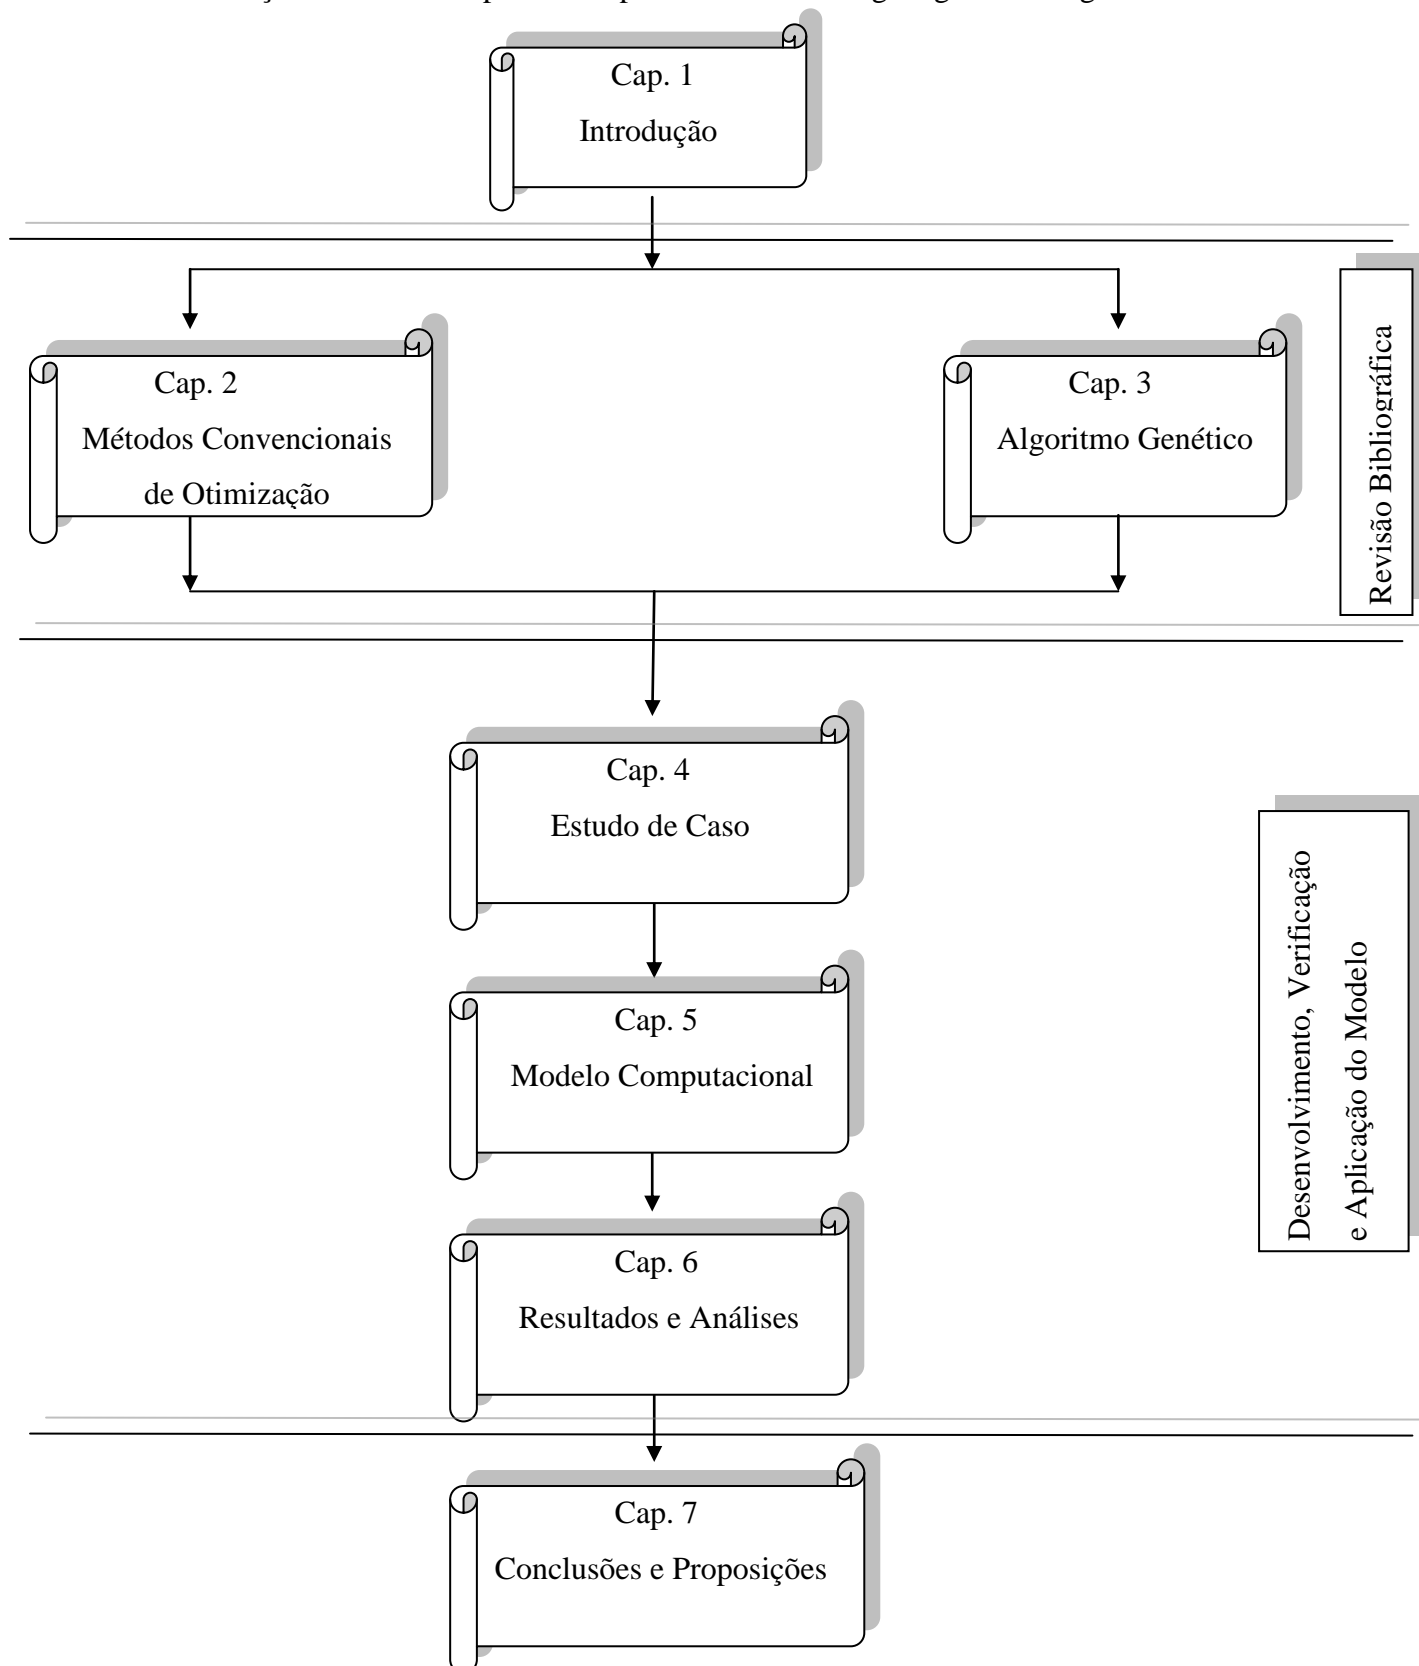 Cap. 1
Introdução
Cap. 2
Métodos Convencionais
de Otimização
Cap. 3
Algoritmo Genético
Revisão Bibliográfica
Cap. 4
Estudo de Caso
Cap. 5
Modelo Computacional
Cap. 6
Resultados e Análises
Desenvolvimento, Verificação
e Aplicação do Modelo
Cap. 7
Conclusões e Proposições